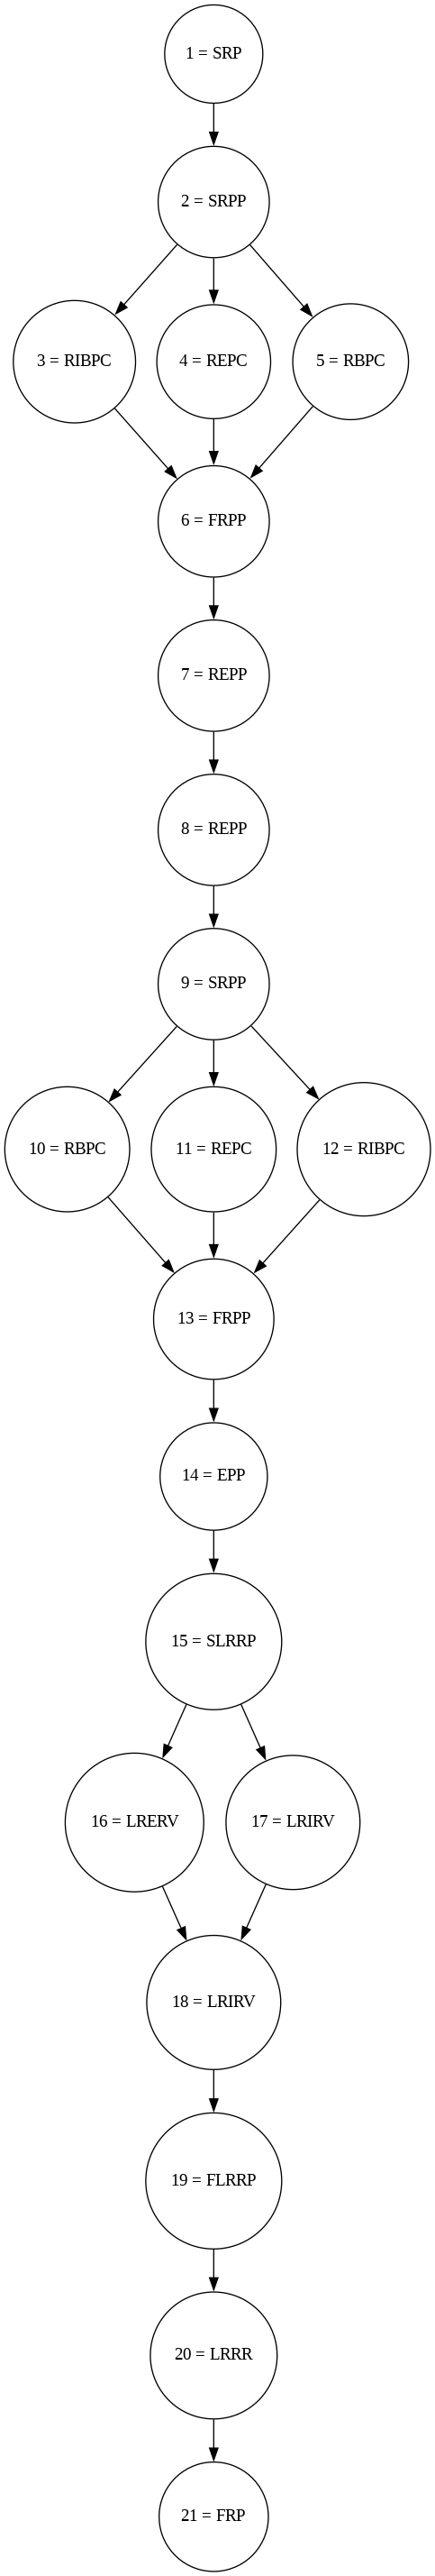 1 = SRP
2 = SRPP
3 = RIBPC
4 = REPC
5 = RBPC
6 = FRPP
7 = REPP
8 = REPP
9 = SRPP
10 = RBPC
11 = REPC
12 = RIBPC
13 = FRPP
14 = EPP
15 = SLRRP
16 = LRERV
17 = LRIRV
18 = LRIRV
19 = FLRRP
20 = LRRR
21 = FRP